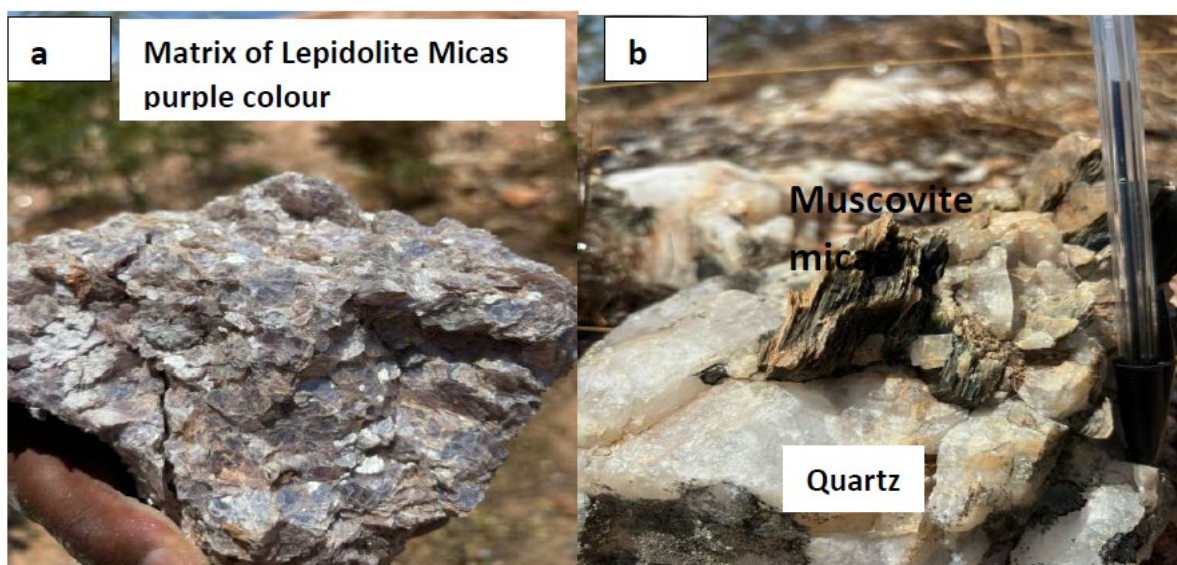 a
Matrix of Lepidolite Micas
purple colour
b
Muscovite
micas
Quartz